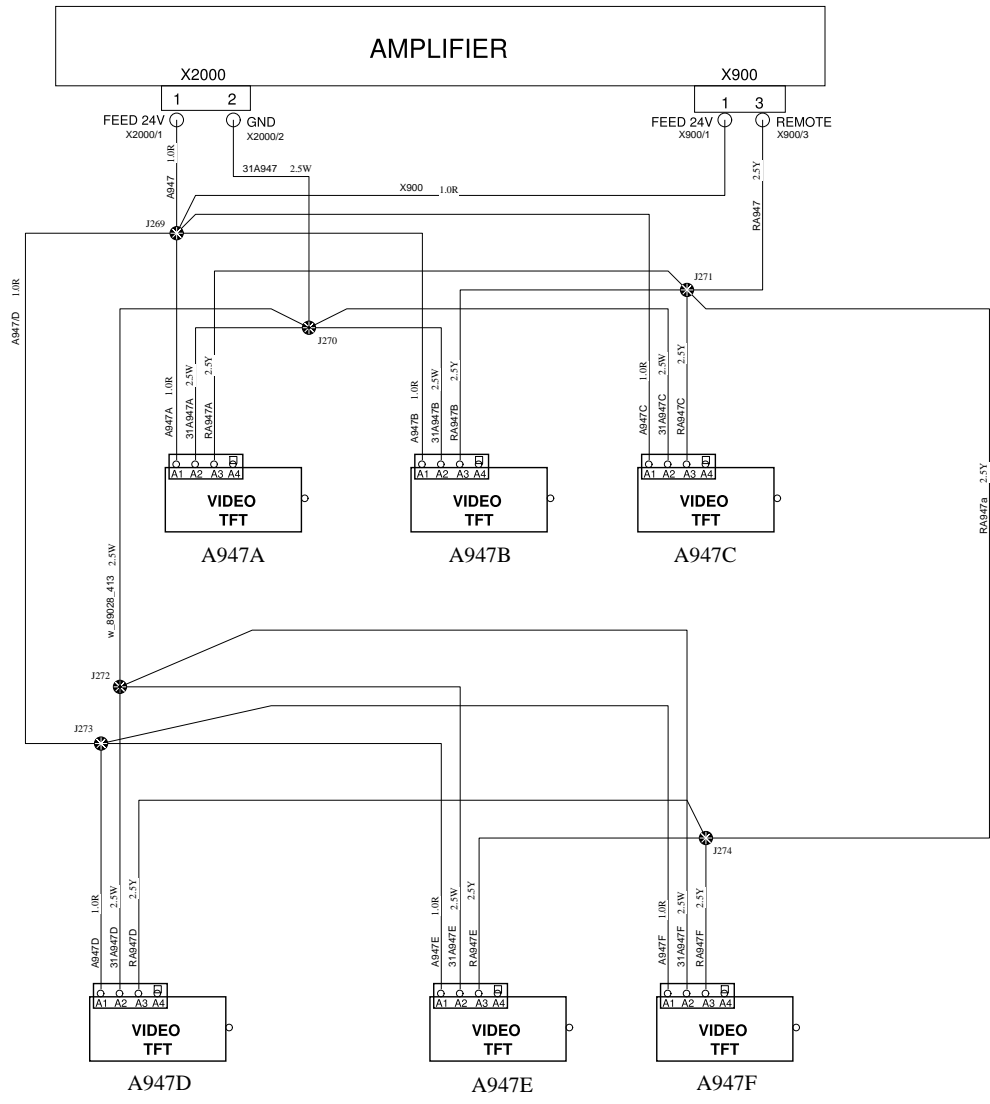 AMPLIFIER
X2000
X900
1 2
1 3
FEED 24V
X2000/1
GND
X2000/2
FEED 24V
X900/1
REMOTE
X900/3
A947 1.0R
31A947 2.5W
X900 1.0R
RA947 2.5Y
J269
J271
J270
A947/D 1.0R
A947A 1.0R
31A947A 2.5W
RA947A 2.5Y
A947B 1.0R
31A947B 2.5W
RA947B 2.5Y
A947C 1.0R
31A947C 2.5W
RA947C 2.5Y
A1 A2 A3 A4
A1 A2 A3 A4
A1 A2 A3 A4
VIDEO
TFT
VIDEO
TFT
VIDEO
TFT
A947A
A947B
A947C
RA947a 2.5Y
w_89028_413 2.5W
J272
J273
J274
A947D 1.0R
31A947D 2.5W
RA947D 2.5Y
A947E 1.0R
31A947E 2.5W
RA947E 2.5Y
A947F 1.0R
31A947F 2.5W
RA947F 2.5Y
A1 A2 A3 A4
A1 A2 A3 A4
A1 A2 A3 A4
VIDEO
TFT
VIDEO
TFT
VIDEO
TFT
A947D
A947E
A947F